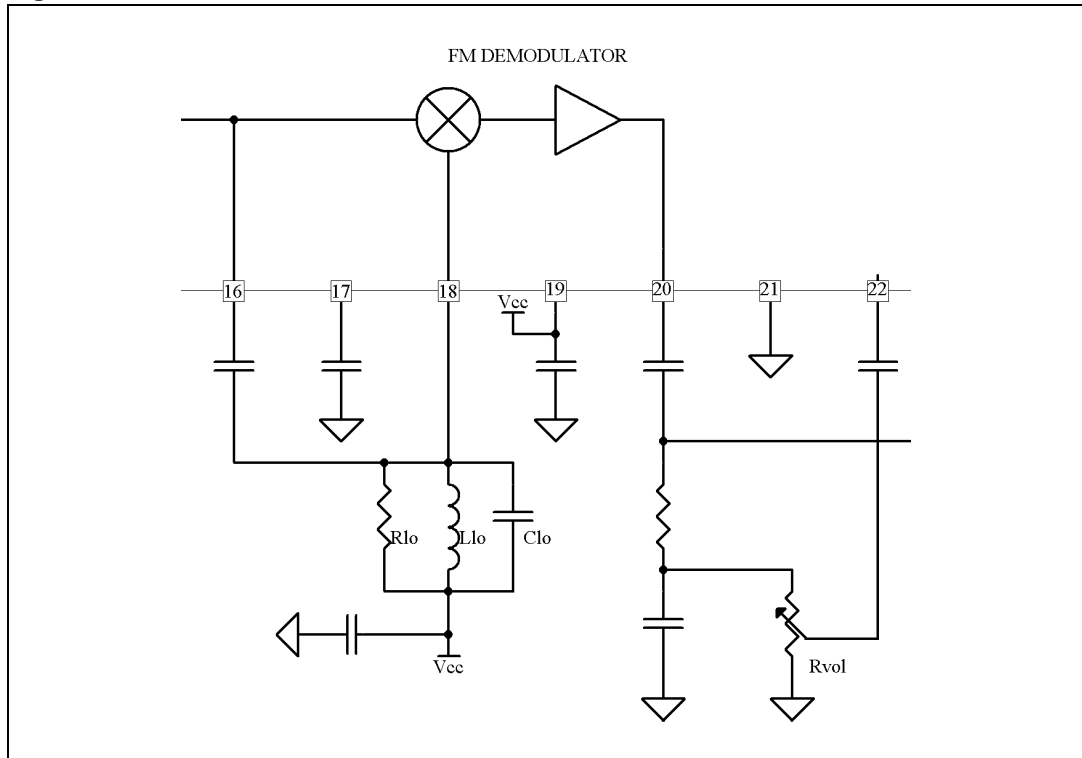 FM DEMODULATOR
16 17 18 19 20 21 22
Vcc
Rlo Llo Clo
Vcc
Rvol